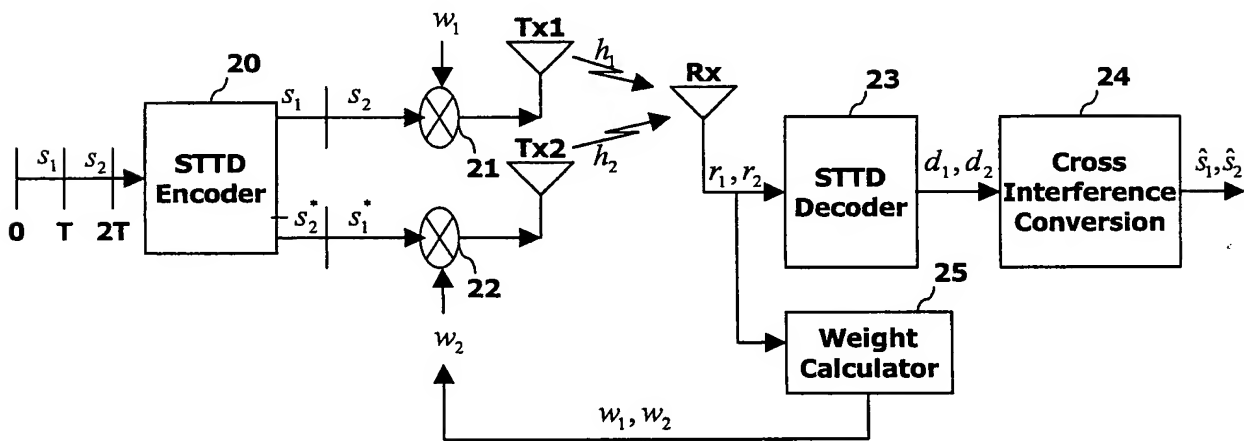 w₁
Tx1
h₁
Rx
20
s₁
s₂
21
23
24
s₁
s₂
STTD
Encoder
Tx2
h₂
r₁, r₂
STTD
Decoder
d₁, d₂
Cross
Interference
Conversion
ŝ₁, ŝ₂
0
T
2T
-s₂*
s₁*
22
25
w₂
Weight
Calculator
w₁, w₂